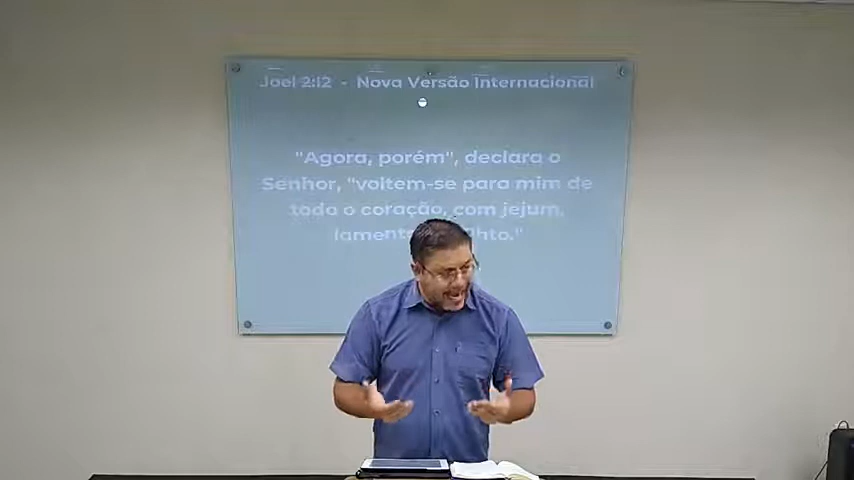 Joel 2:12 - Nova Versão Internacional
"Agora, porém", declara o
Senhor, "voltem-se para mim de
todo o coração, com jejum,